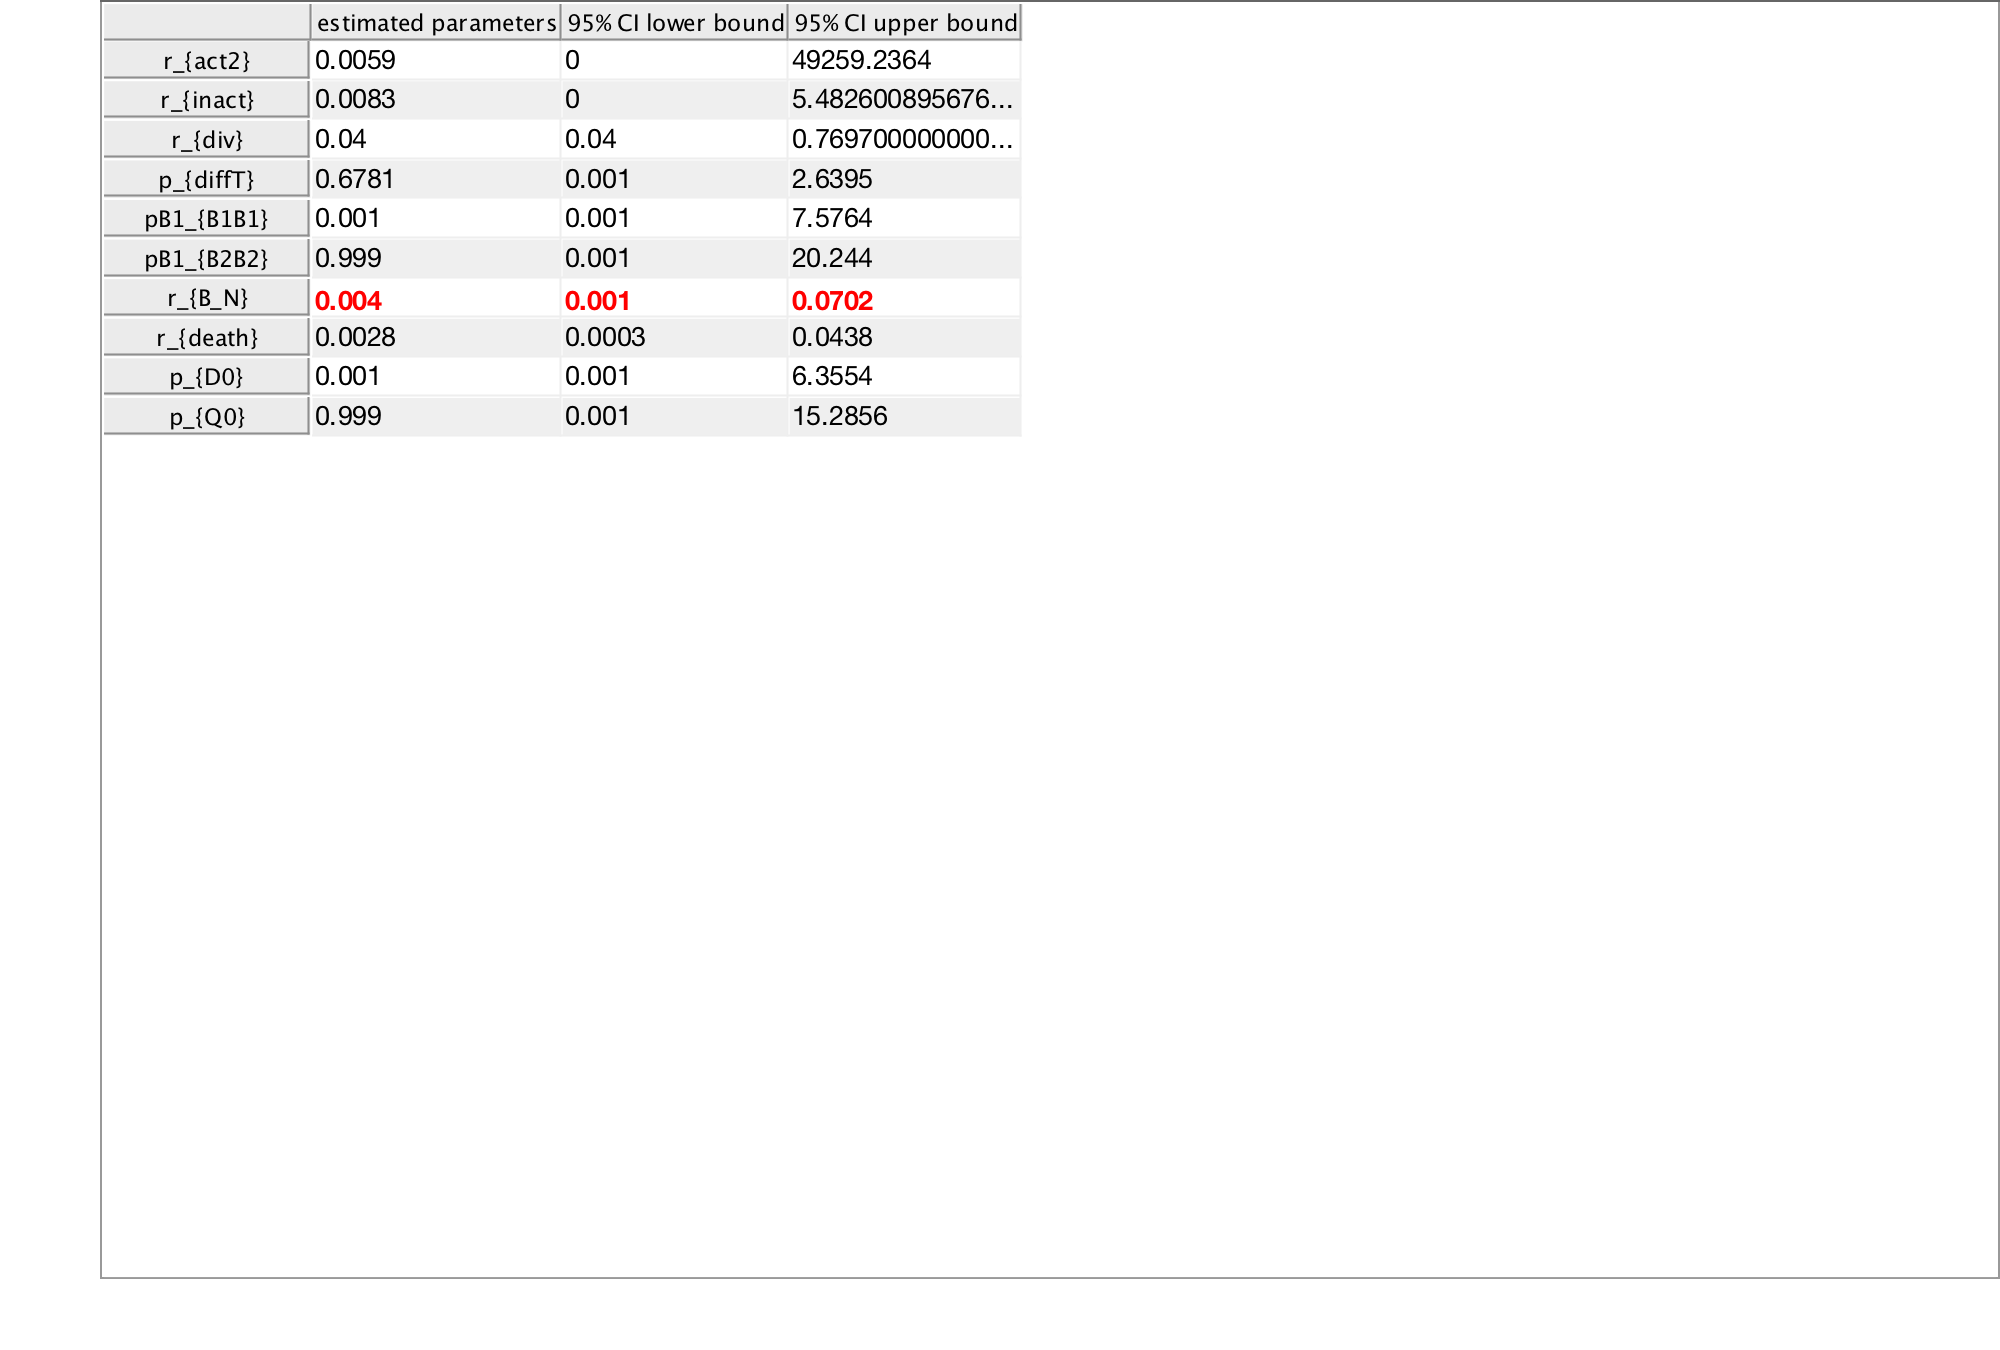 estimated parameters 95% CI lower bound 95% CI upper bound
r_{act2} 0.0059 0 49259.2364
r_{inact} 0.0083 0 5.482600895676...
r_{div} 0.04 0.04 0.769700000000...
p_{diffT} 0.6781 0.001 2.6395
pB1_{B1B1} 0.001 0.001 7.5764
pB1_{B2B2} 0.999 0.001 20.244
r_{B_N} 0.004 0.001 0.0702
r_{death} 0.0028 0.0003 0.0438
p_{D0} 0.001 0.001 6.3554
p_{Q0} 0.999 0.001 15.2856